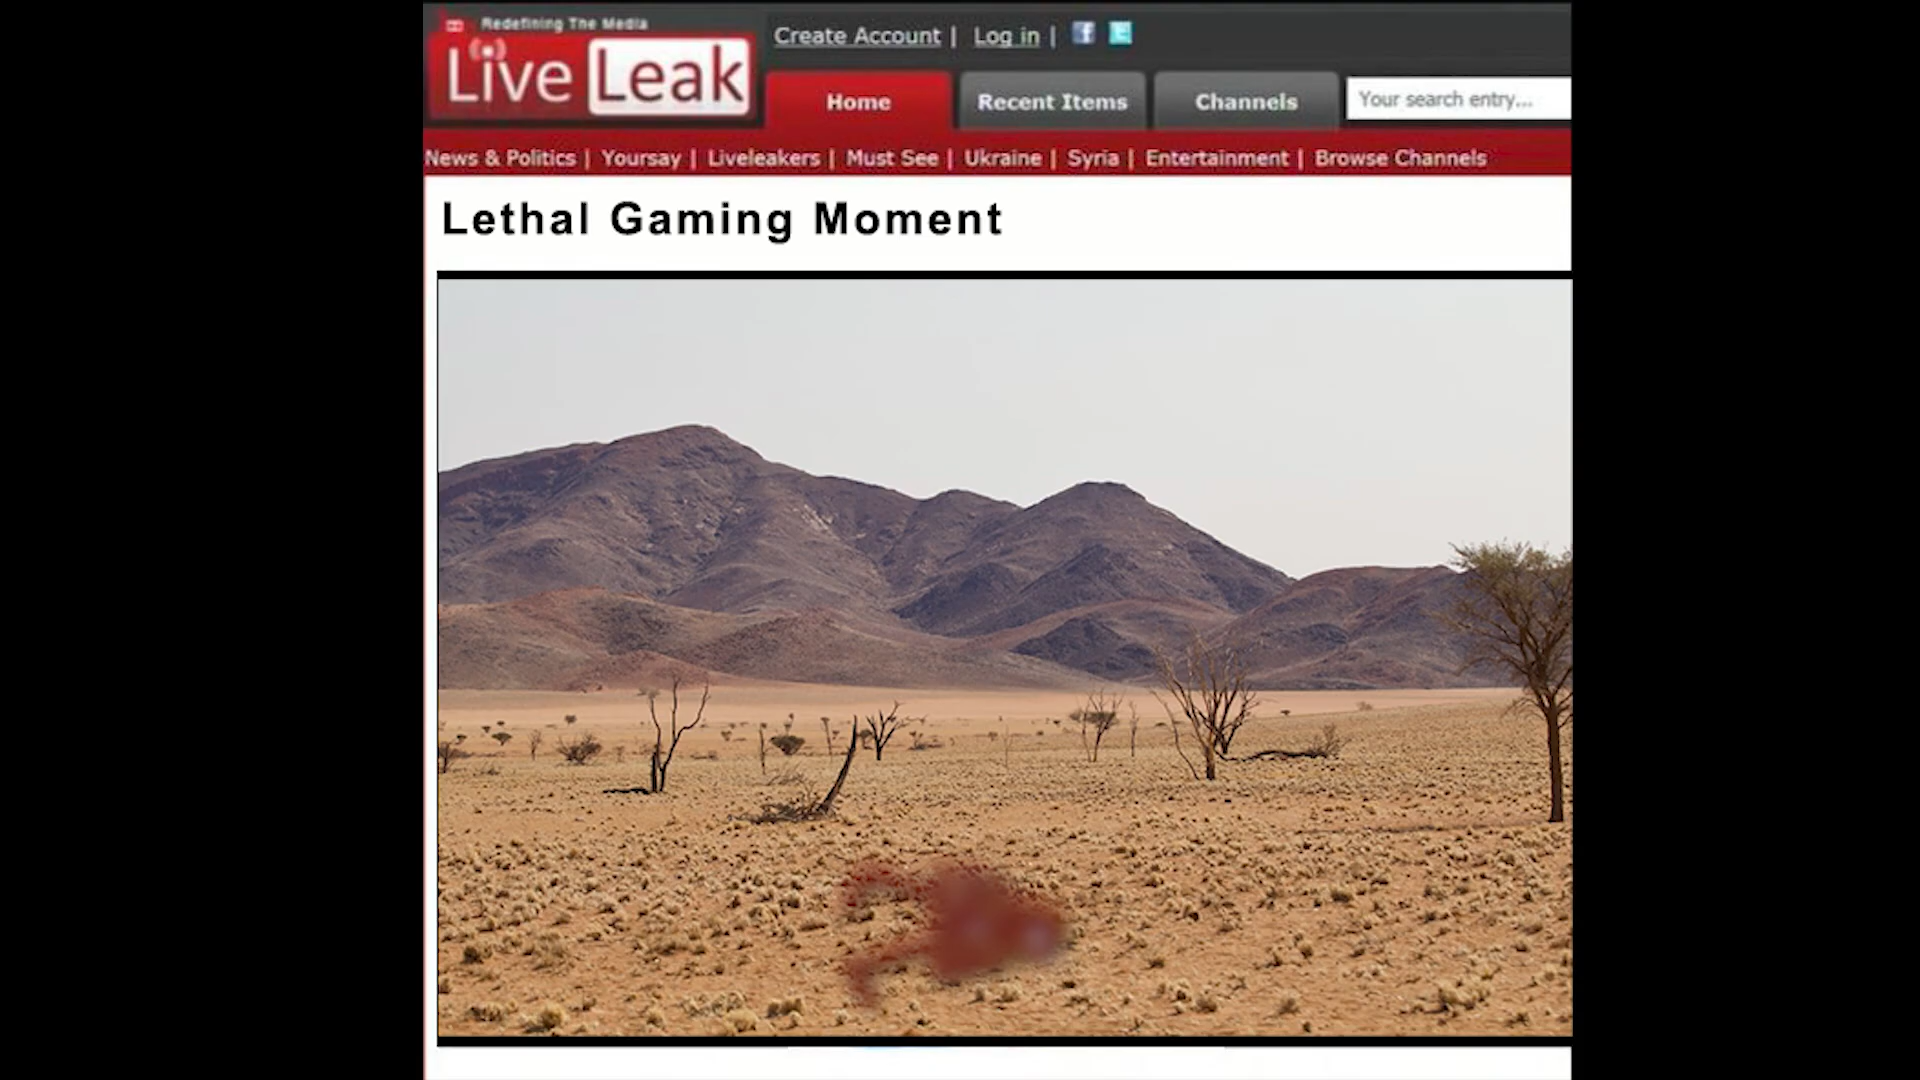 Redefining The Media
Live Leak
Create Account | Log in |
Home
Recent Items
Channels
Your search entry...
News & Politics | Yoursay | Liveleakers | Must See | Ukraine | Syria | Entertainment | Browse Channels
Lethal Gaming Moment